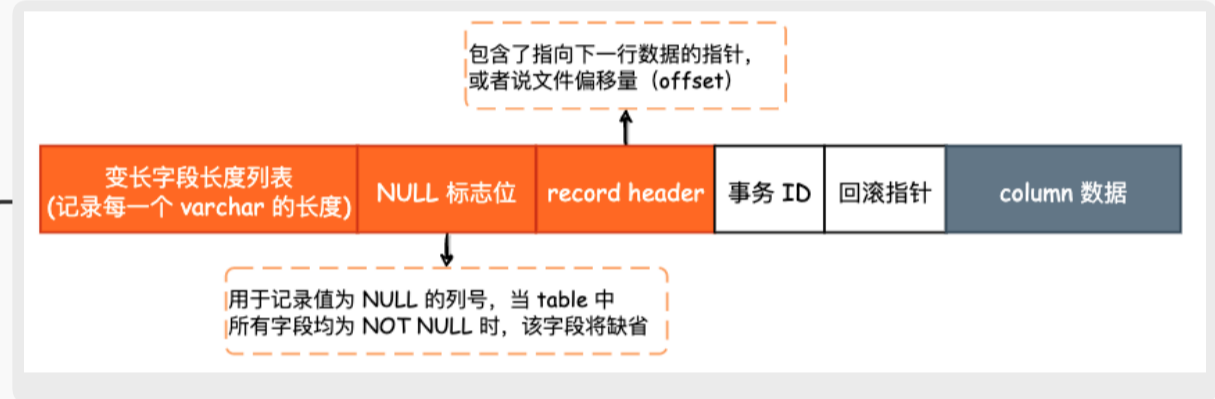 包含了指向下一行数据的指针，
或者说文件偏移量（offset）
变长字段长度列表
(记录每一个 varchar 的长度)
NULL 标志位
record header
事务 ID
回滚指针
column 数据
用于记录值为 NULL 的列号，当 table 中
所有字段均为 NOT NULL 时，该字段将缺省